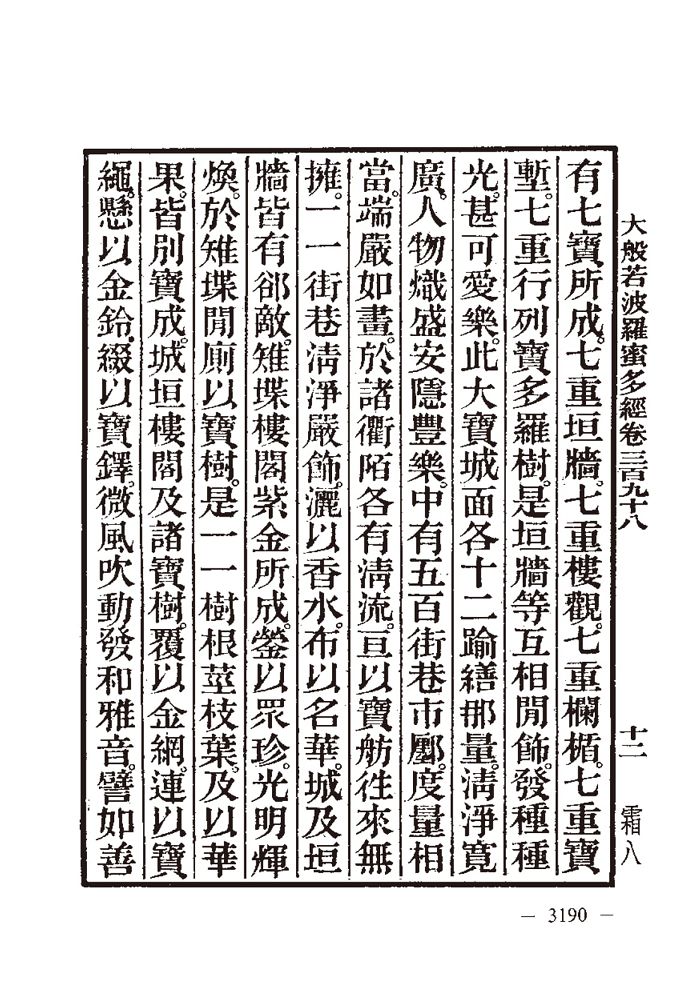 大般若波羅蜜多經卷三百九十八 十二 霜八
有七寶所成。七重垣牆。七重樓觀。七重欄楯。七重寶
塹。七重行列寶多羅樹。是垣牆等互相閒飾。發種種
光。甚可愛樂。此大寶城面各十二踰繕那量。淸淨寬
廣。人物熾盛安隱豐樂。中有五百街巷市鄽。度量相
當。端嚴如畫。於諸衢陌各有淸流。亘以寶舫往來無
擁。一一街巷淸淨嚴飾。灑以香水。布以名華。城及垣
牆皆有郤敵。雉堞樓閣紫金所成。鎣以眾珍。光明輝
煥。於雉堞閒廁以寶樹。是一一樹根莖枝葉。及以華
果。皆別寶成。城垣樓閣及諸寶樹。覆以金網。連以寶
繩。懸以金鈴。綴以寶鐸。微風吹動發和雅音。譬如善
— 3190 —